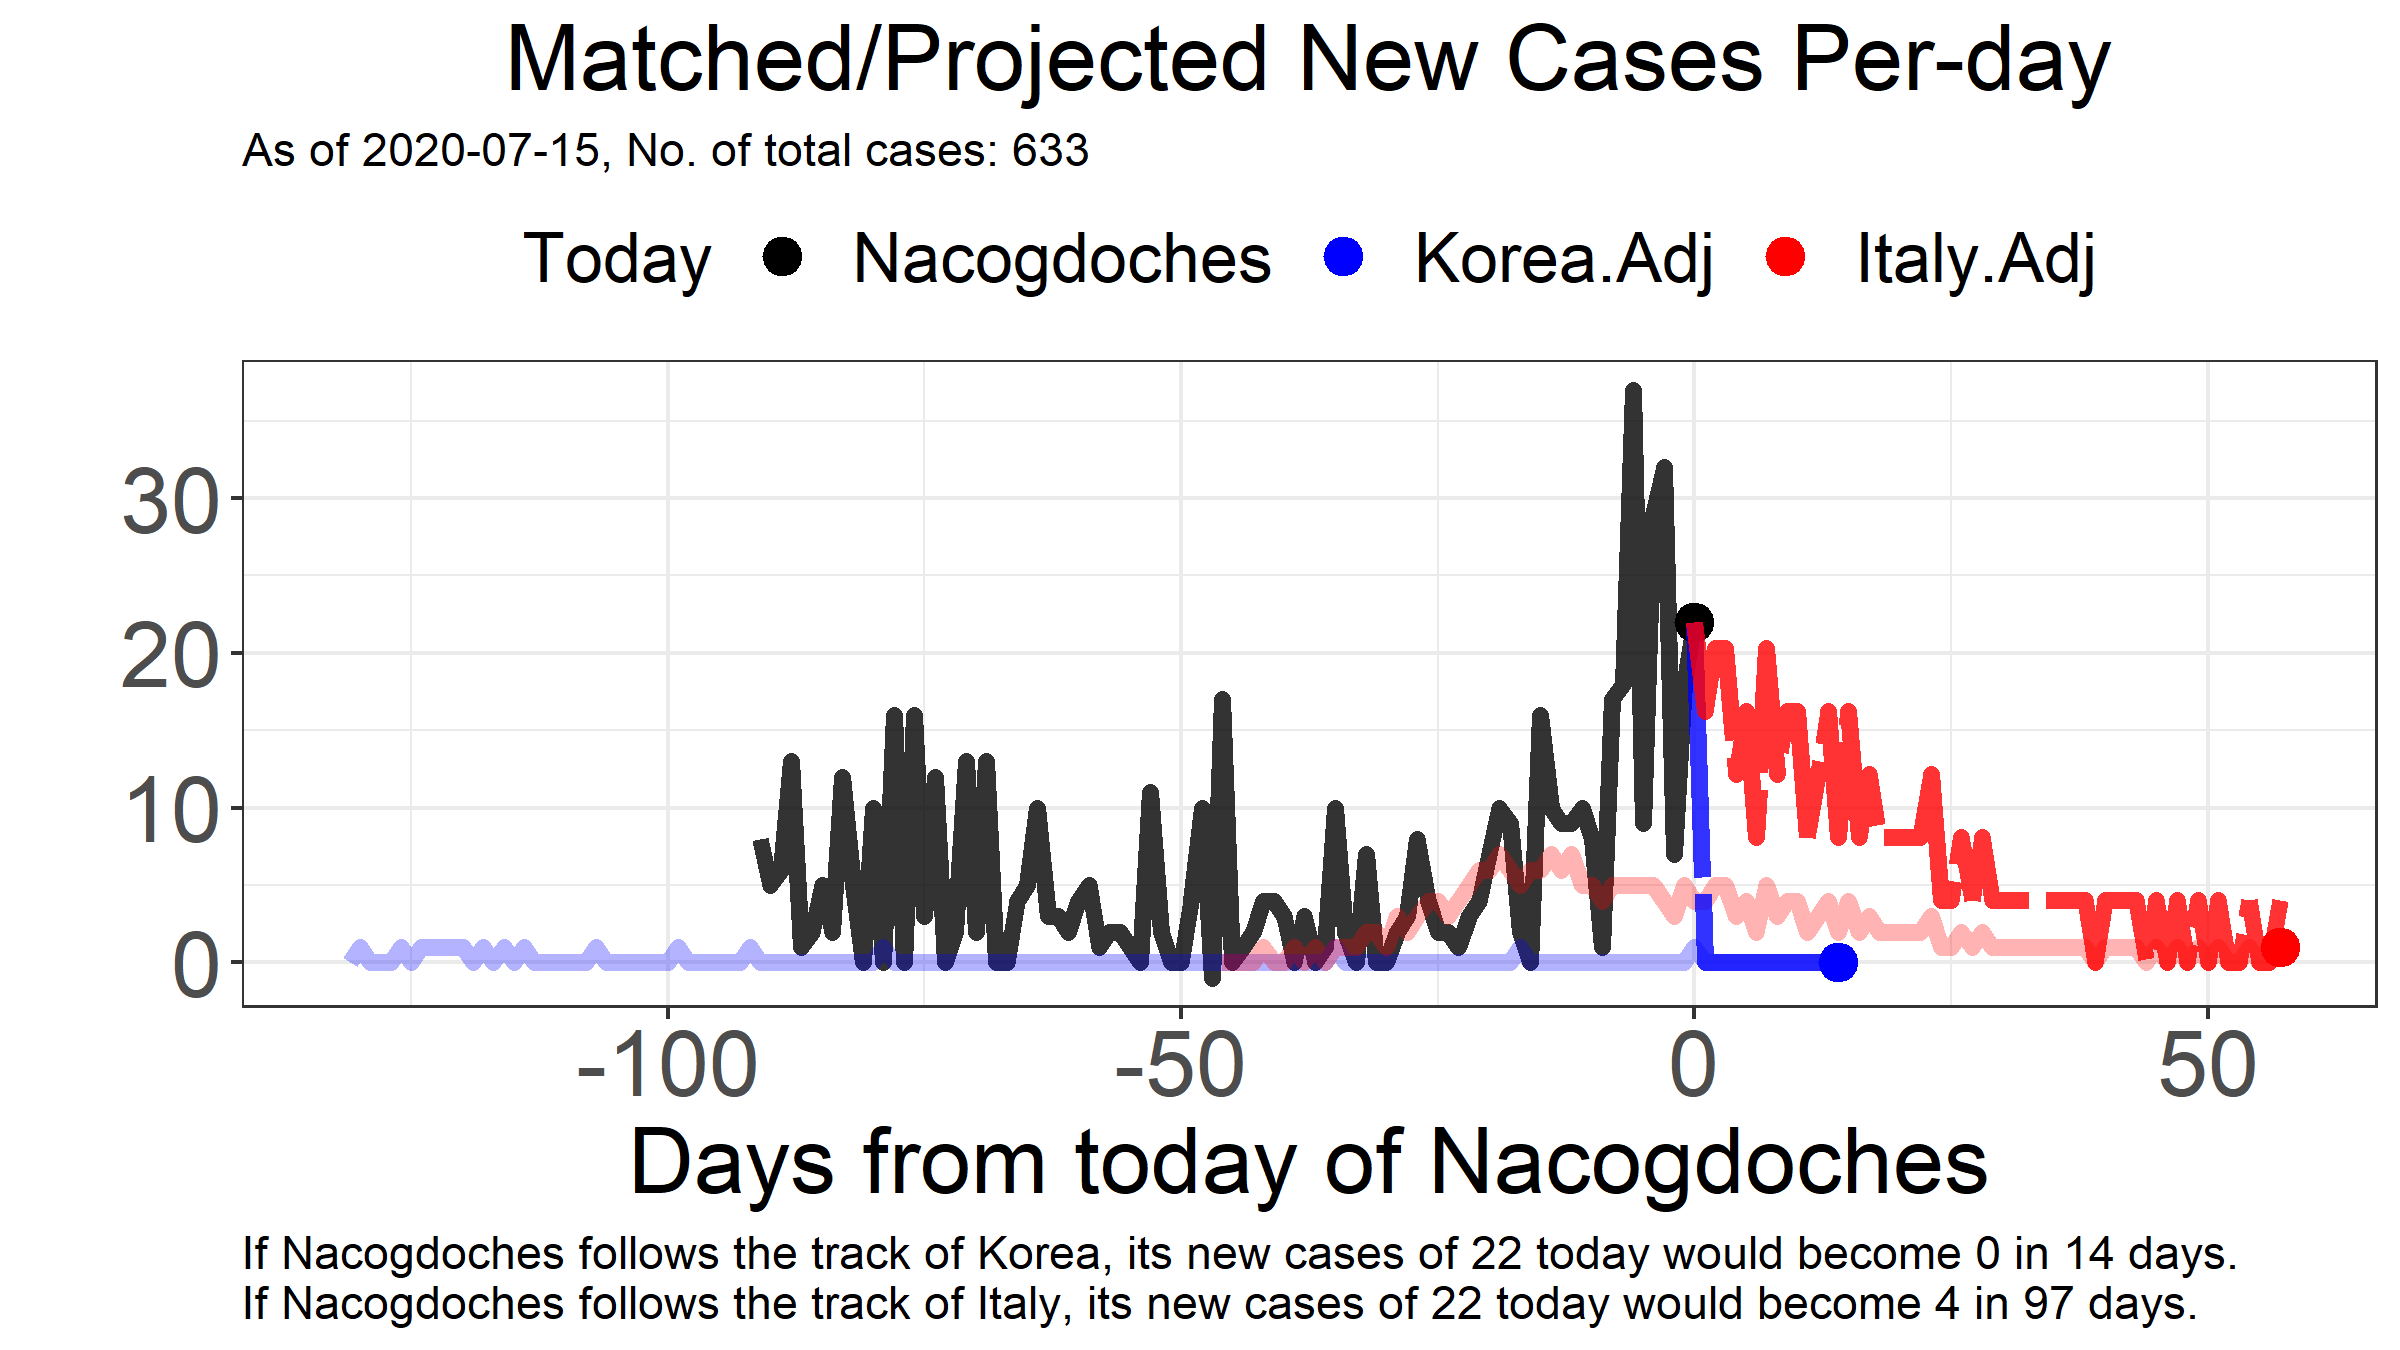 Matched/Projected New Cases Per-day
As of 2020-07-15, No. of total cases: 633
Today Nacogdoches Korea.Adj Italy.Adj
30
20
10
0
-100 -50 0 50
Days from today of Nacogdoches
If Nacogdoches follows the track of Korea, its new cases of 22 today would become 0 in 14 days.
If Nacogdoches follows the track of Italy, its new cases of 22 today would become 4 in 97 days.